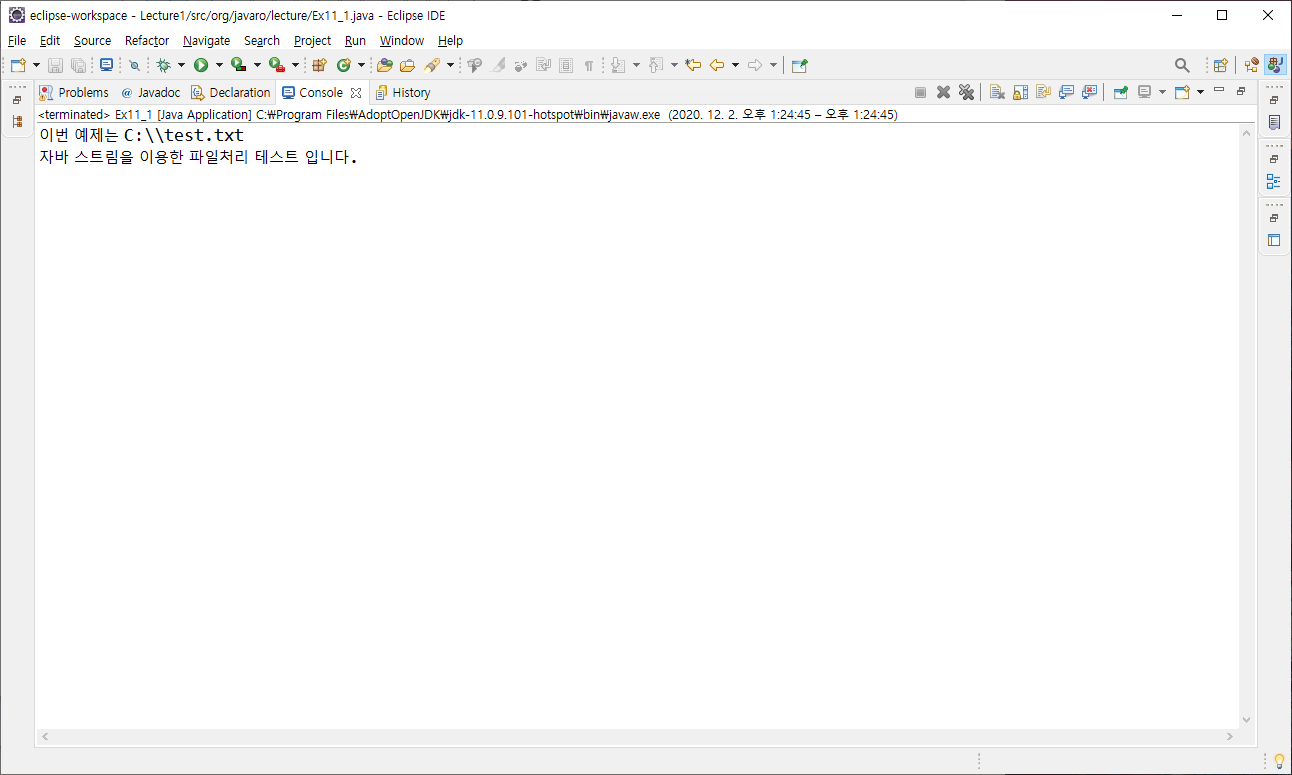 eclipse-workspace - Lecture1/src/org/javaro/lecture/Ex11_1.java - Eclipse IDE
File Edit Source Refactor Navigate Search Project Run Window Help
Problems @ Javadoc Declaration Console History
<terminated> Ex11_1 [Java Application] C:₩Program Files₩AdoptOpenJDK₩jdk-11.0.9.101-hotspot₩bin₩javaw.exe (2020. 12. 2. 오후 1:24:45 – 오후 1:24:45)
이번 예제는 C:\\test.txt
자바 스트림을 이용한 파일처리 테스트 입니다.